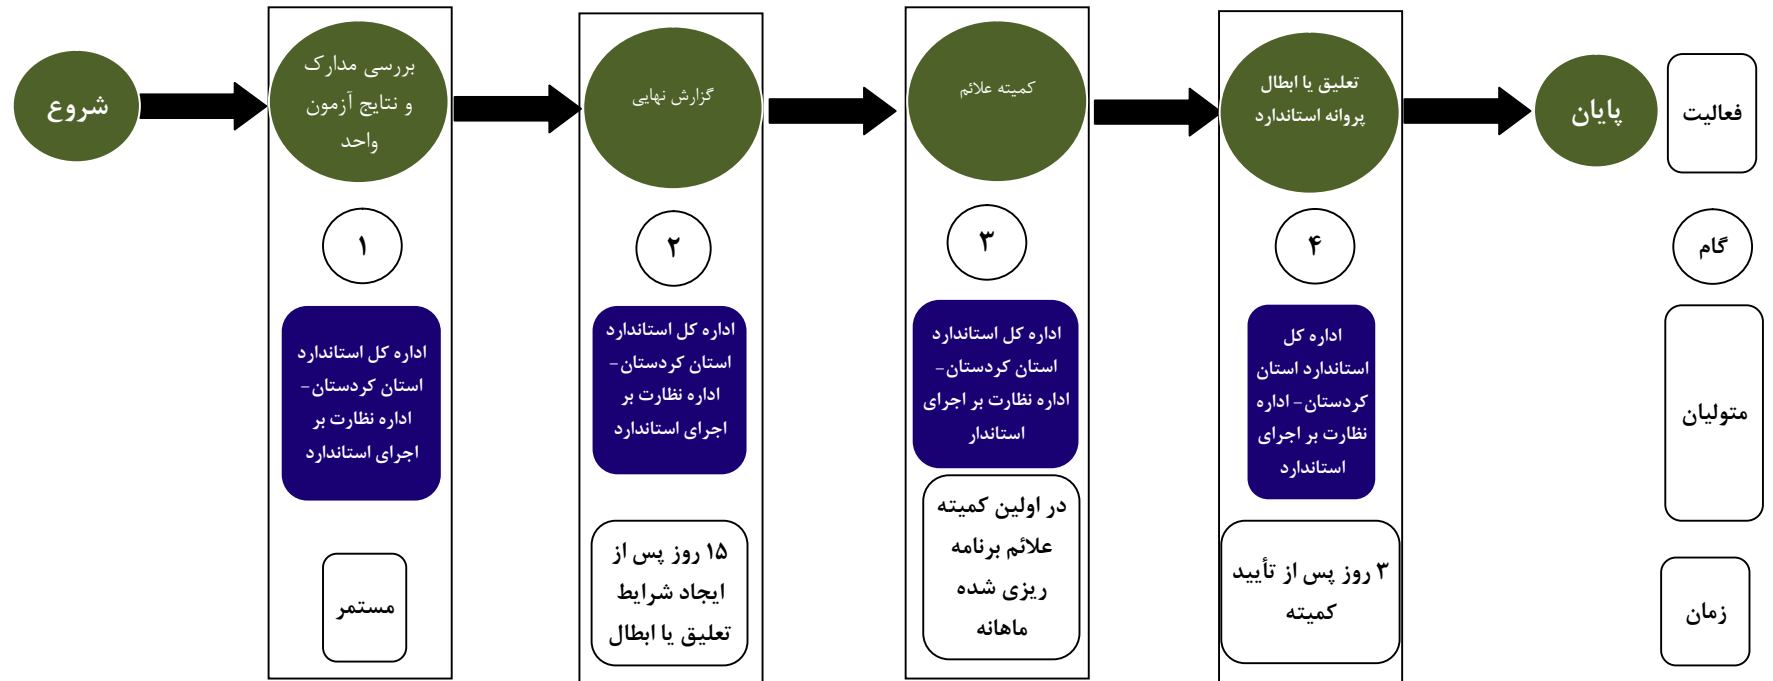 شروع
بررسی مدارک
و نتایج آزمون
واحد
گزارش نهایی
کمیته علائم
تعلیق یا ابطال
پروانه استاندارد
پایان
فعالیت
۱
۲
۳
۴
گام
اداره کل استاندارد
استان کردستان-
اداره نظارت بر
اجرای استاندارد
اداره کل استاندارد
استان کردستان-
اداره نظارت بر
اجرای استاندارد
اداره کل استاندارد
استان کردستان-
اداره نظارت بر اجرای
استاندار
اداره کل
استاندارد استان
کردستان- اداره
نظارت بر اجرای
استاندارد
متولیان
مستمر
۱۵ روز پس از
ایجاد شرایط
تعلیق یا ابطال
در اولین کمیته
علائم برنامه
ریزی شده
ماهانه
۳ روز پس از تأیید
کمیته
زمان